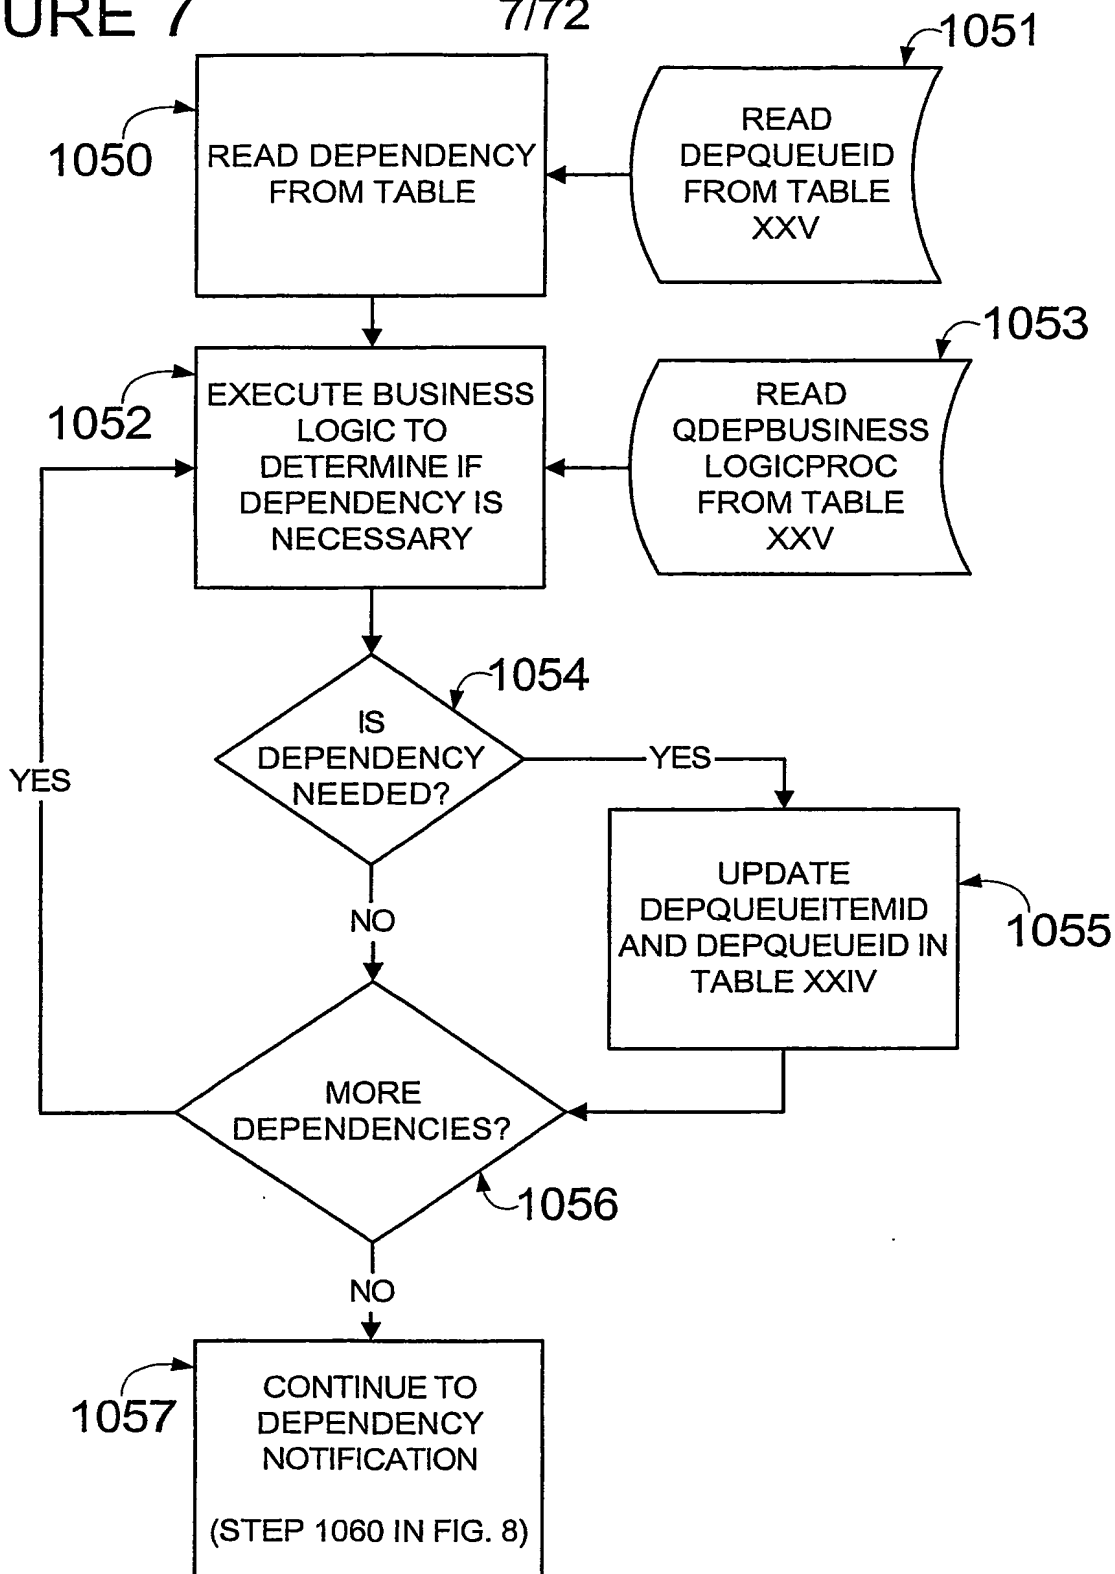 URE 7
7/72
1051
1050
READ DEPENDENCY
FROM TABLE
READ
DEPQUEUEID
FROM TABLE
XXV
1053
1052
EXECUTE BUSINESS
LOGIC TO
DETERMINE IF
DEPENDENCY IS
NECESSARY
READ
QDEPBUSINESS
LOGICPROC
FROM TABLE
XXV
1054
IS
DEPENDENCY
NEEDED?
YES
YES
NO
UPDATE
DEPQUEUEITEMID
AND DEPQUEUEID IN
TABLE XXIV
1055
MORE
DEPENDENCIES?
1056
NO
1057
CONTINUE TO
DEPENDENCY
NOTIFICATION
(STEP 1060 IN FIG. 8)